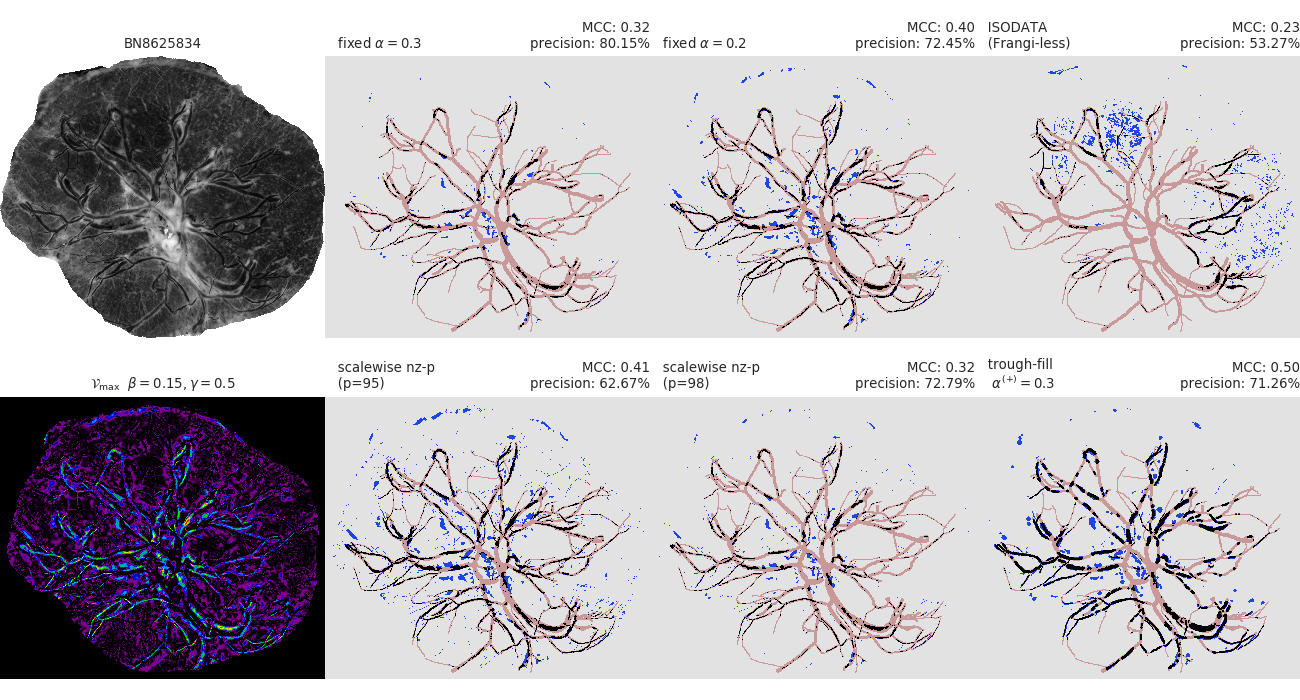 BN8625834
fixed α = 0.3
MCC: 0.32
precision: 80.15%
fixed α = 0.2
MCC: 0.40
precision: 72.45%
ISODATA
(Frangi-less)
MCC: 0.23
precision: 53.27%
𝒱max β = 0.15, γ = 0.5
scalewise nz-p
(p=95)
MCC: 0.41
precision: 62.67%
scalewise nz-p
(p=98)
MCC: 0.32
precision: 72.79%
trough-fill
α(+) = 0.3
MCC: 0.50
precision: 71.26%